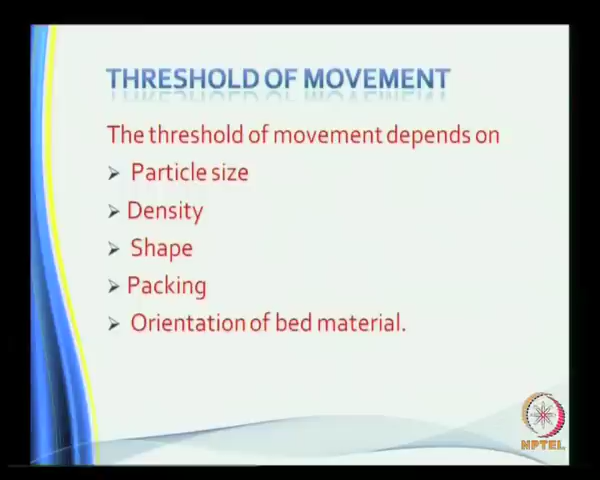 THRESHOLD OF MOVEMENT
The threshold of movement depends on
➢ Particle size
➢ Density
➢ Shape
➢ Packing
➢ Orientation of bed material.
NPTEL